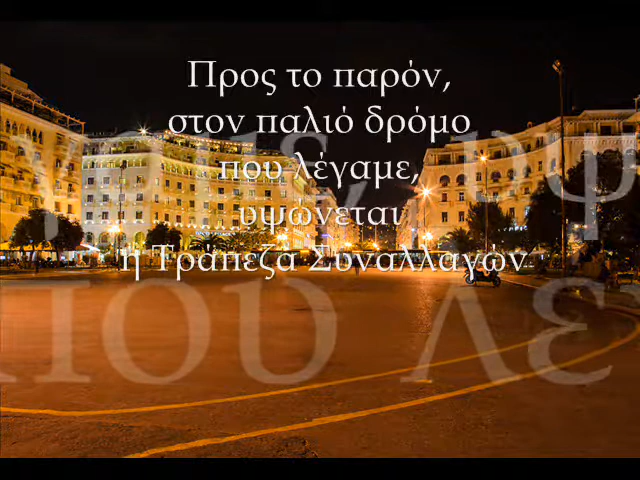 Προς το παρόν,
στον παλιό δρόμο
που λέγαμε,
υψώνεται
η Τράπεζα Συναλλαγών